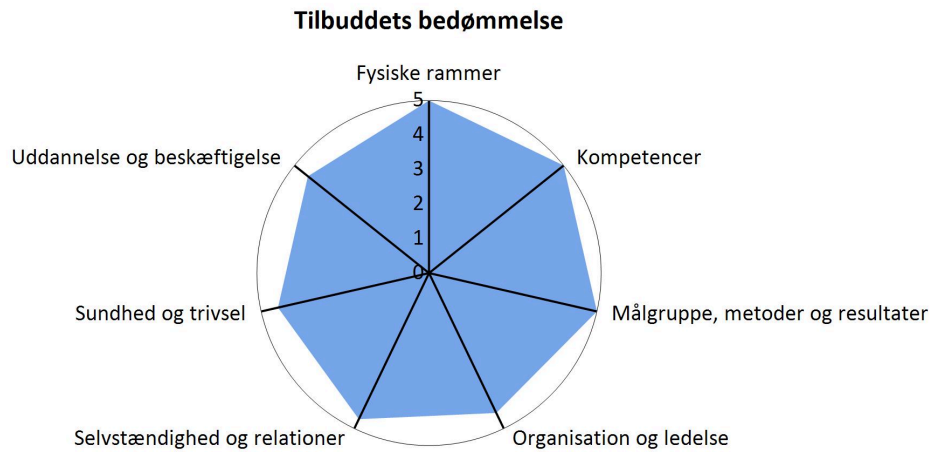 Tilbuddets bedømmelse
Fysiske rammer
5
4
3
2
1
0
Uddannelse og beskæftigelse
Kompetencer
Sundhed og trivsel
Målgruppe, metoder og resultater
Selvstændighed og relationer
Organisation og ledelse